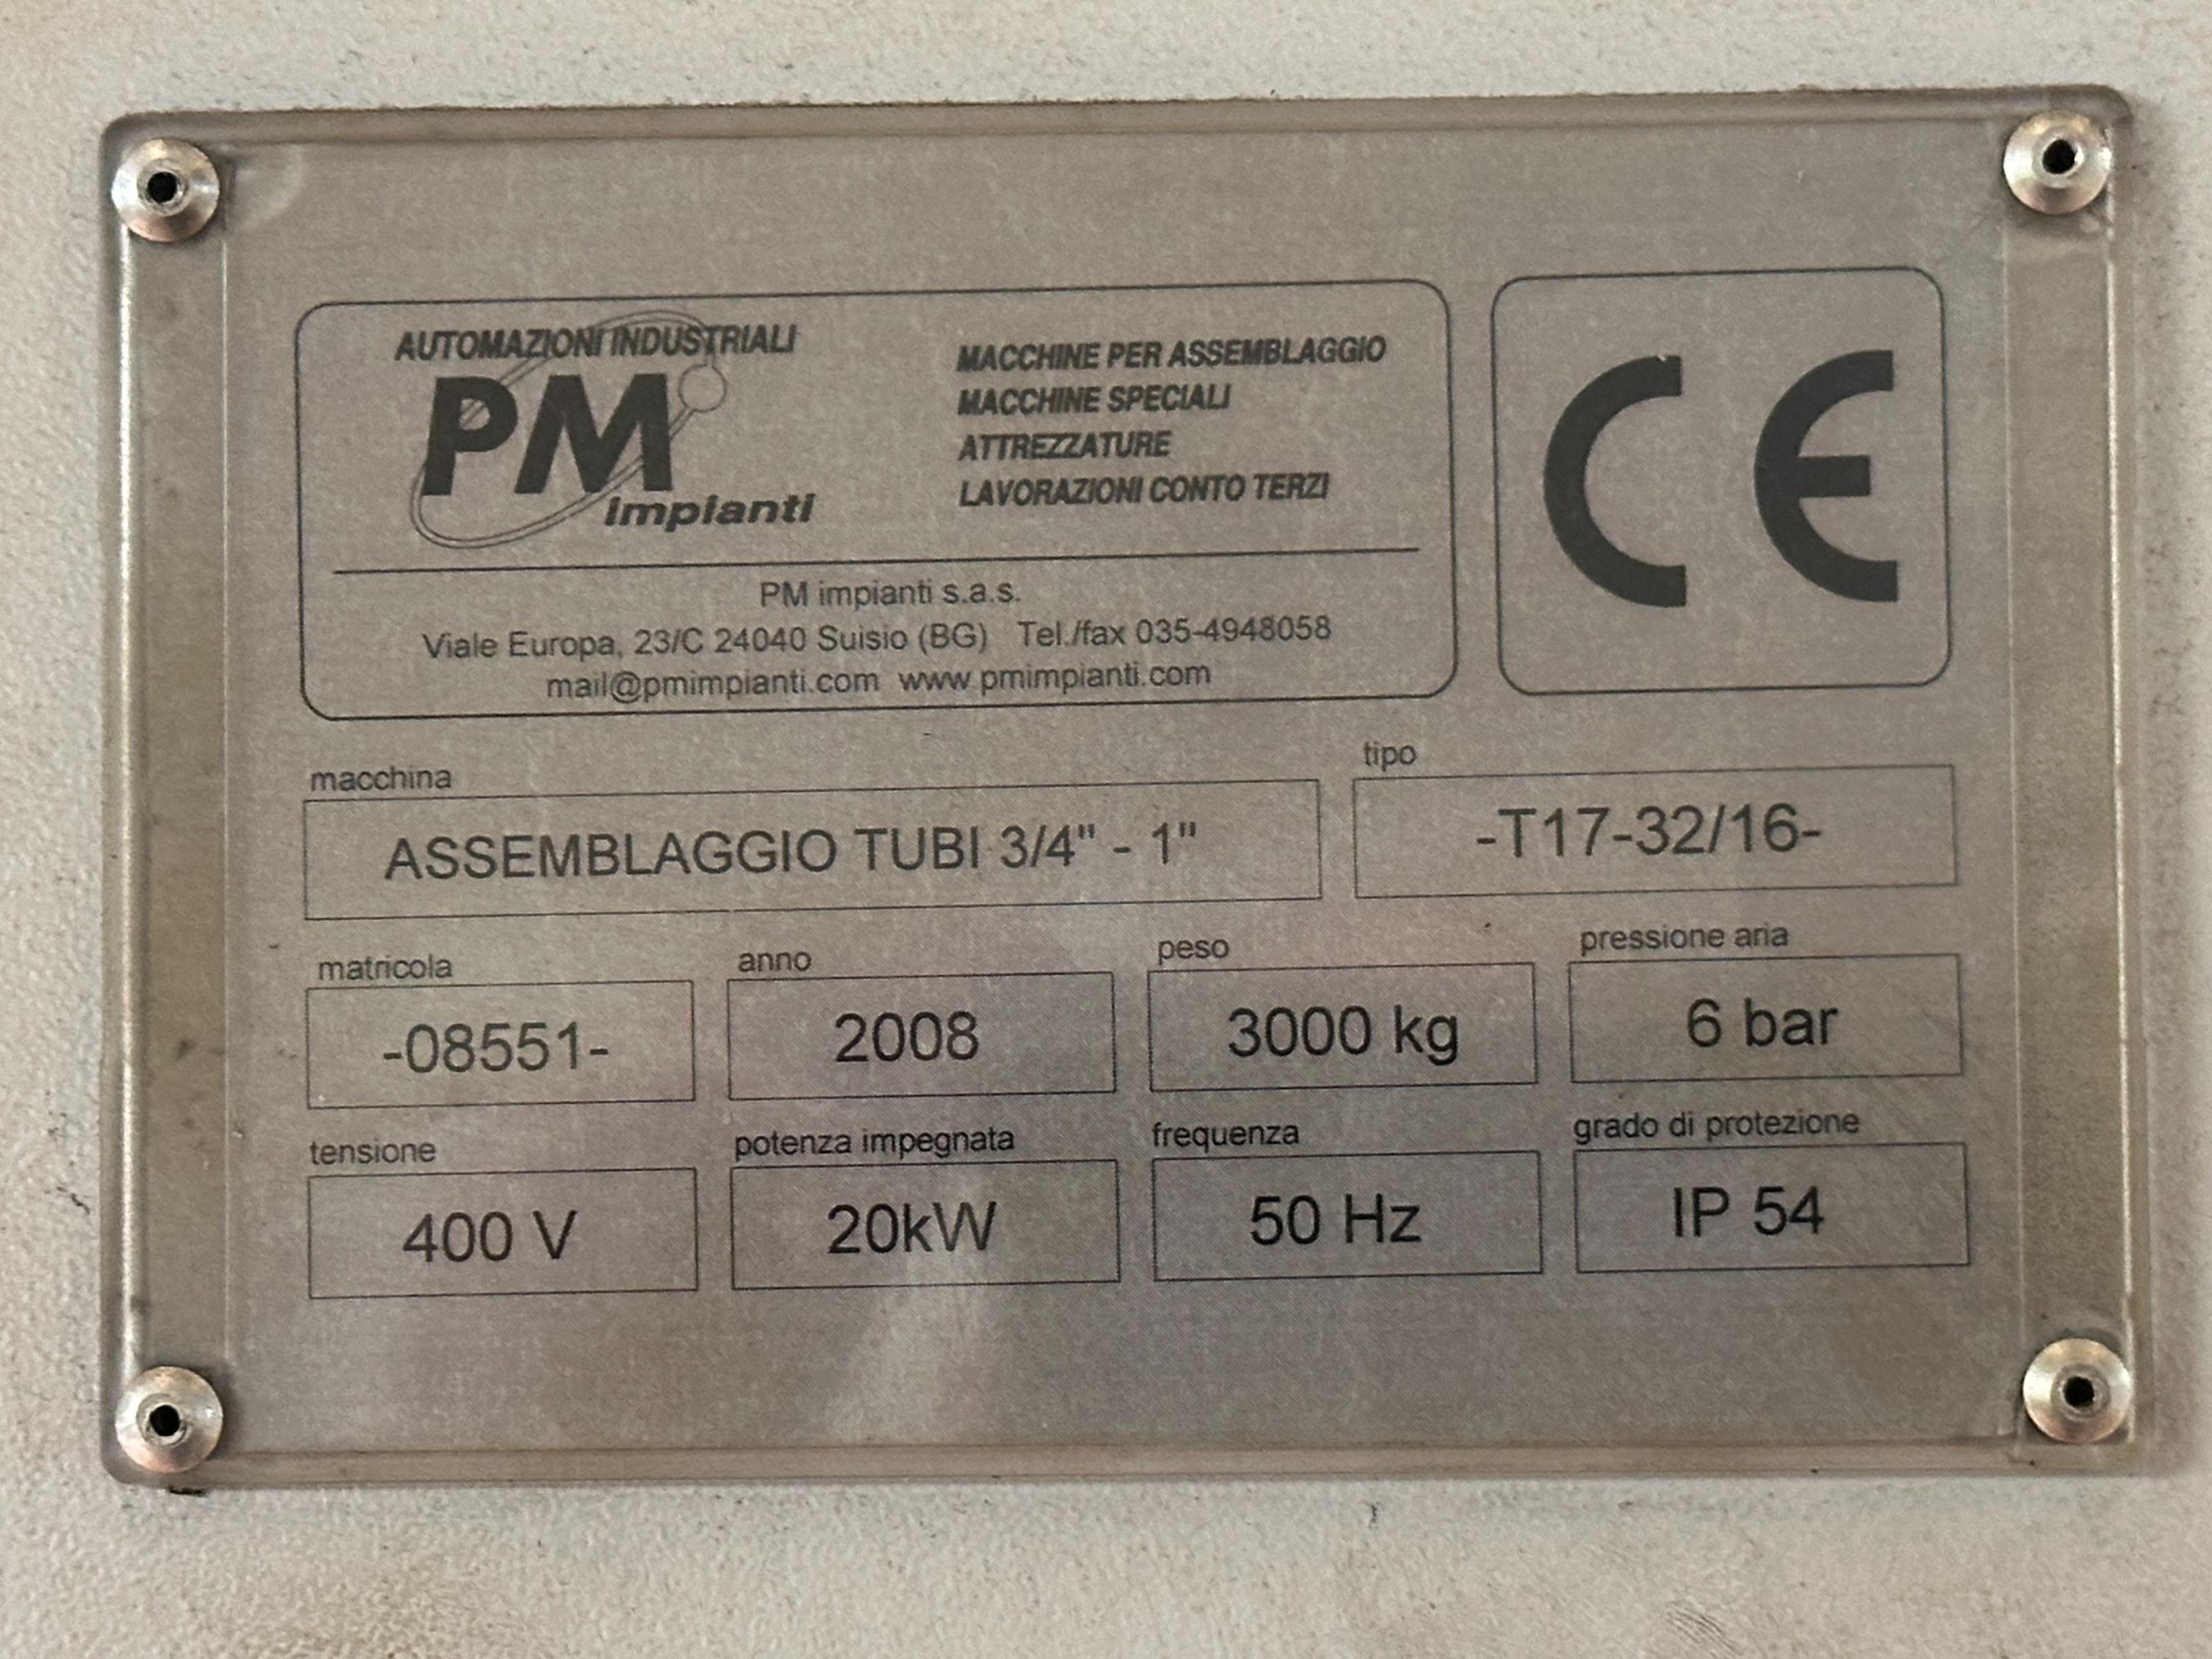 AUTOMAZIONI INDUSTRIALI
PM
impianti
MACCHINE PER ASSEMBLAGGIO
MACCHINE SPECIALI
ATTREZZATURE
LAVORAZIONI CONTO TERZI
CE
PM impianti s.a.s.
Viale Europa, 23/C 24040 Suisio (BG) Tel./fax 035-4948058
mail@pmimpianti.com www.pmimpianti.com
macchina
ASSEMBLAGGIO TUBI 3/4" - 1"
tipo
-T17-32/16-
matricola
-08551-
anno
2008
peso
3000 kg
pressione aria
6 bar
tensione
400 V
potenza impegnata
20kW
frequenza
50 Hz
grado di protezione
IP 54